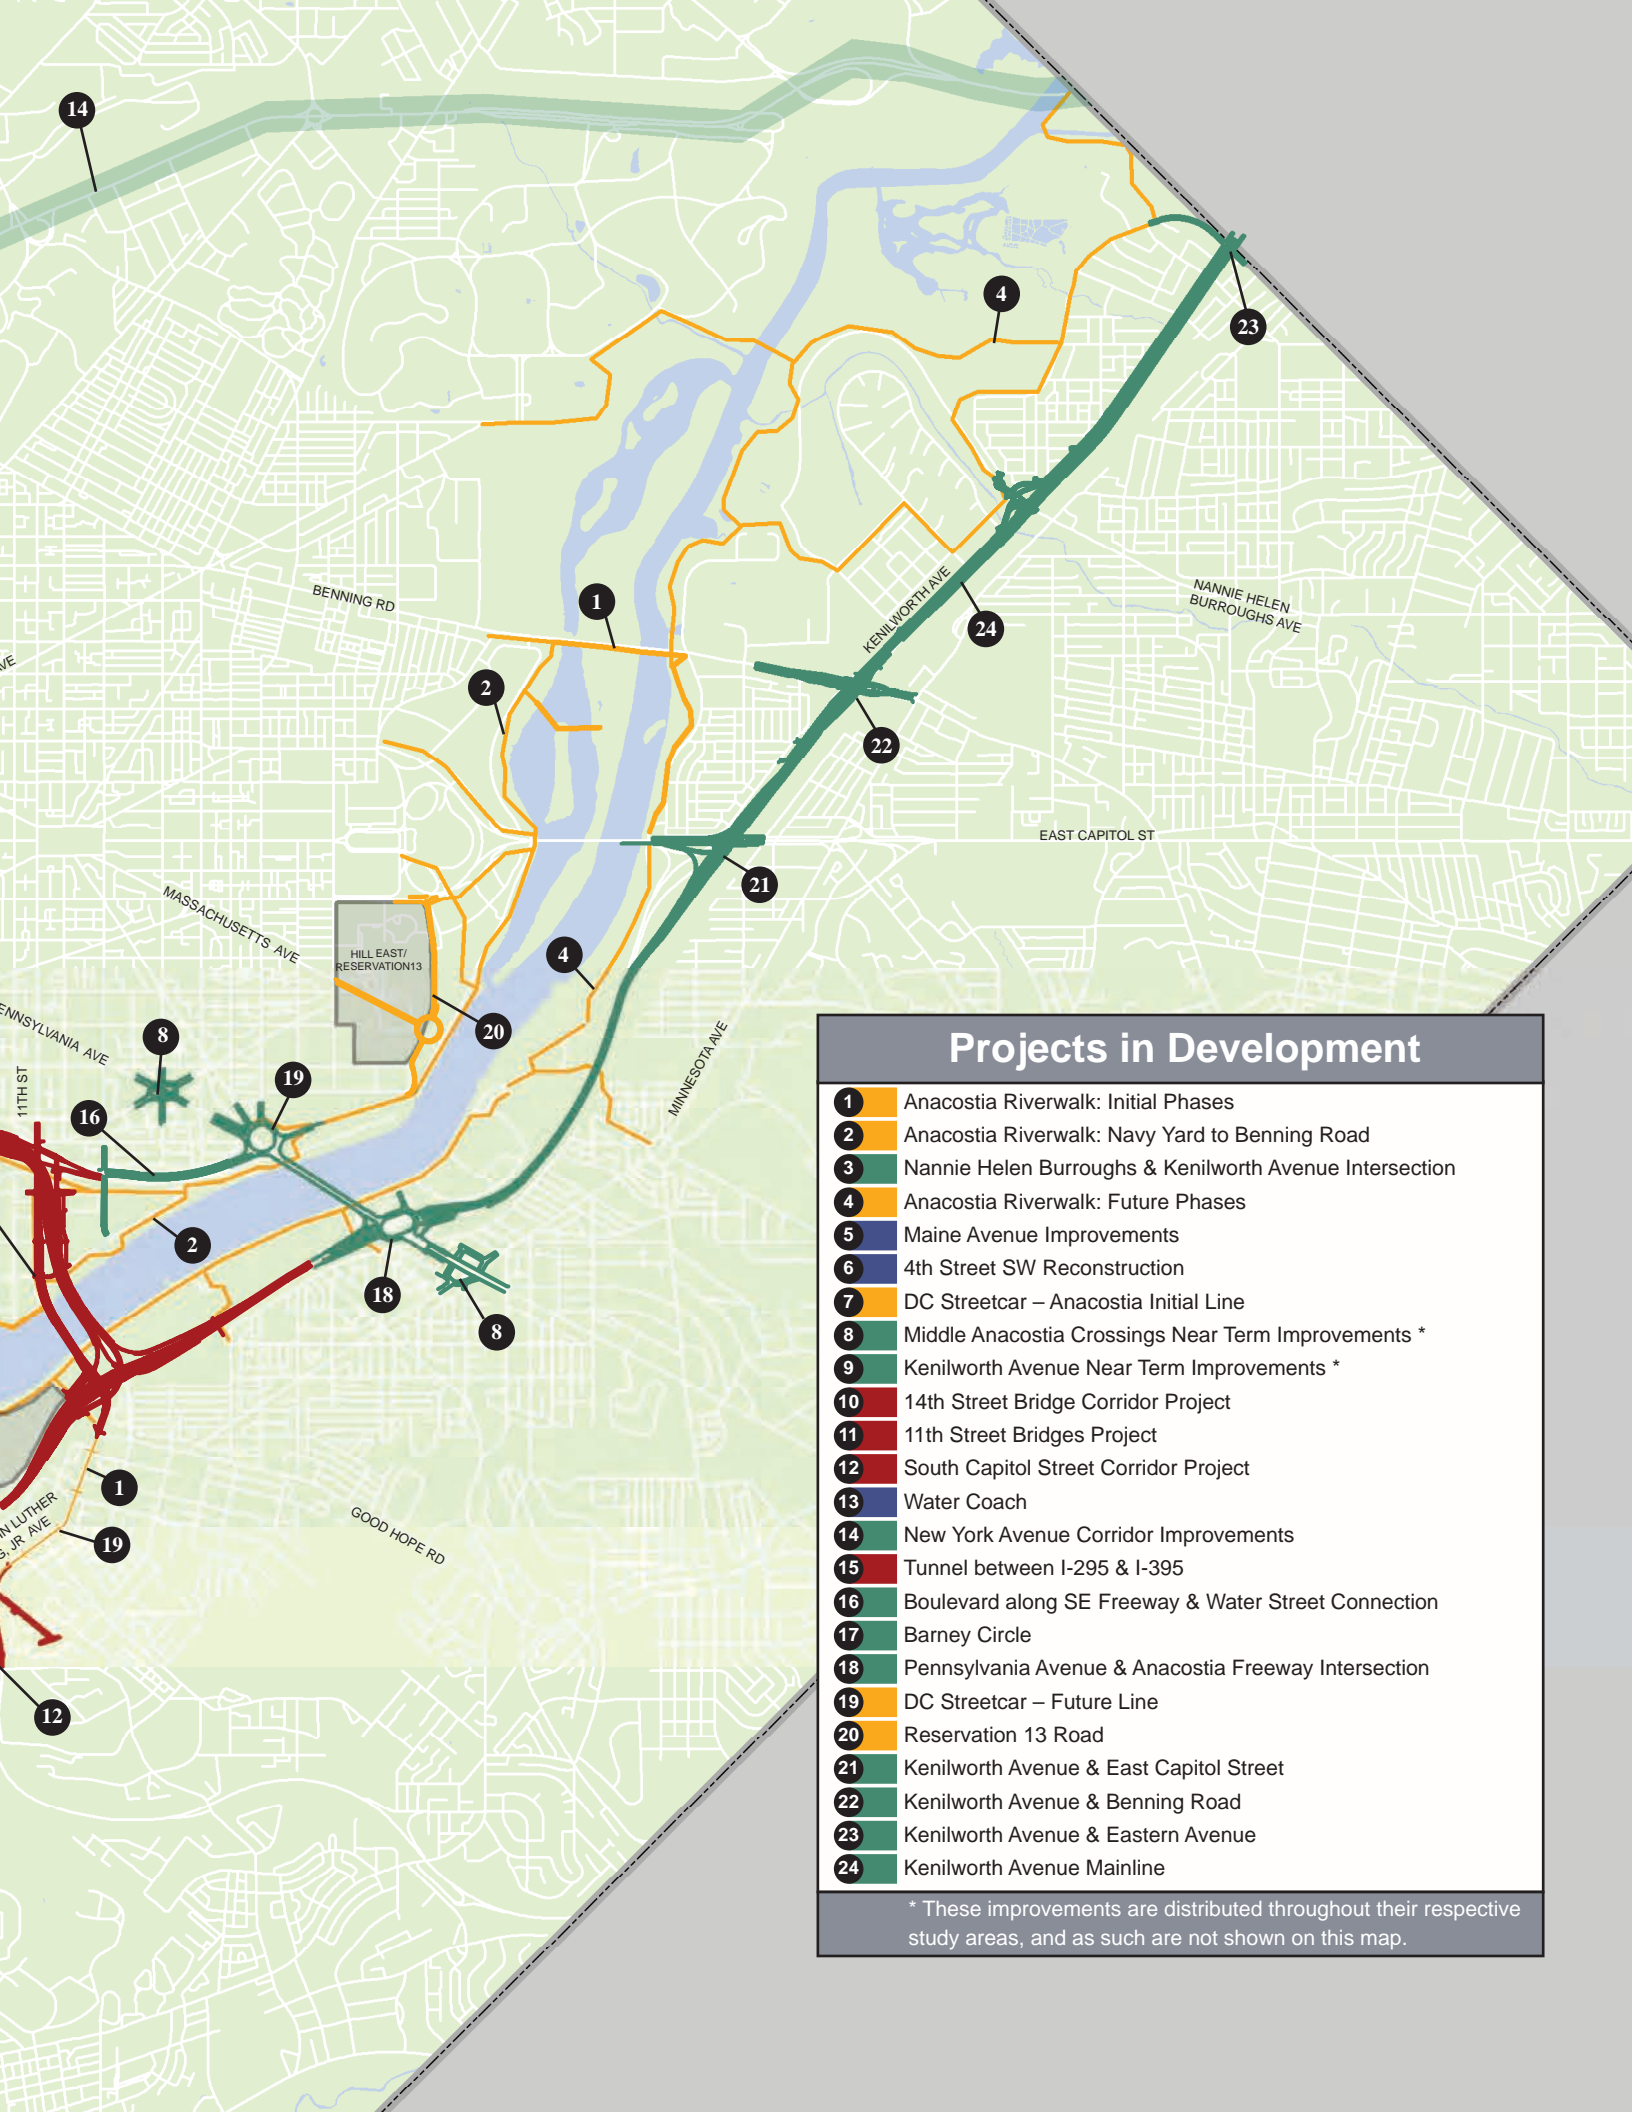 14
4
23
BENNING RD
1
KENILWORTH AVE
24
NANNIE HELEN
BURROUGHS AVE
2
22
EAST CAPITOL ST
21
MASSACHUSETTS AVE
HILL EAST/
RESERVATION13
4
20
ENNSYLVANIA AVE
8
MINNESOTA AVE
11TH ST
19
16
2
18
8
1
IN LUTHER
G, JR AVE
19
GOOD HOPE RD
12
VE
Projects in Development
1 Anacostia Riverwalk: Initial Phases
2 Anacostia Riverwalk: Navy Yard to Benning Road
3 Nannie Helen Burroughs & Kenilworth Avenue Intersection
4 Anacostia Riverwalk: Future Phases
5 Maine Avenue Improvements
6 4th Street SW Reconstruction
7 DC Streetcar – Anacostia Initial Line
8 Middle Anacostia Crossings Near Term Improvements *
9 Kenilworth Avenue Near Term Improvements *
10 14th Street Bridge Corridor Project
11 11th Street Bridges Project
12 South Capitol Street Corridor Project
13 Water Coach
14 New York Avenue Corridor Improvements
15 Tunnel between I-295 & I-395
16 Boulevard along SE Freeway & Water Street Connection
17 Barney Circle
18 Pennsylvania Avenue & Anacostia Freeway Intersection
19 DC Streetcar – Future Line
20 Reservation 13 Road
21 Kenilworth Avenue & East Capitol Street
22 Kenilworth Avenue & Benning Road
23 Kenilworth Avenue & Eastern Avenue
24 Kenilworth Avenue Mainline
* These improvements are distributed throughout their respective
study areas, and as such are not shown on this map.